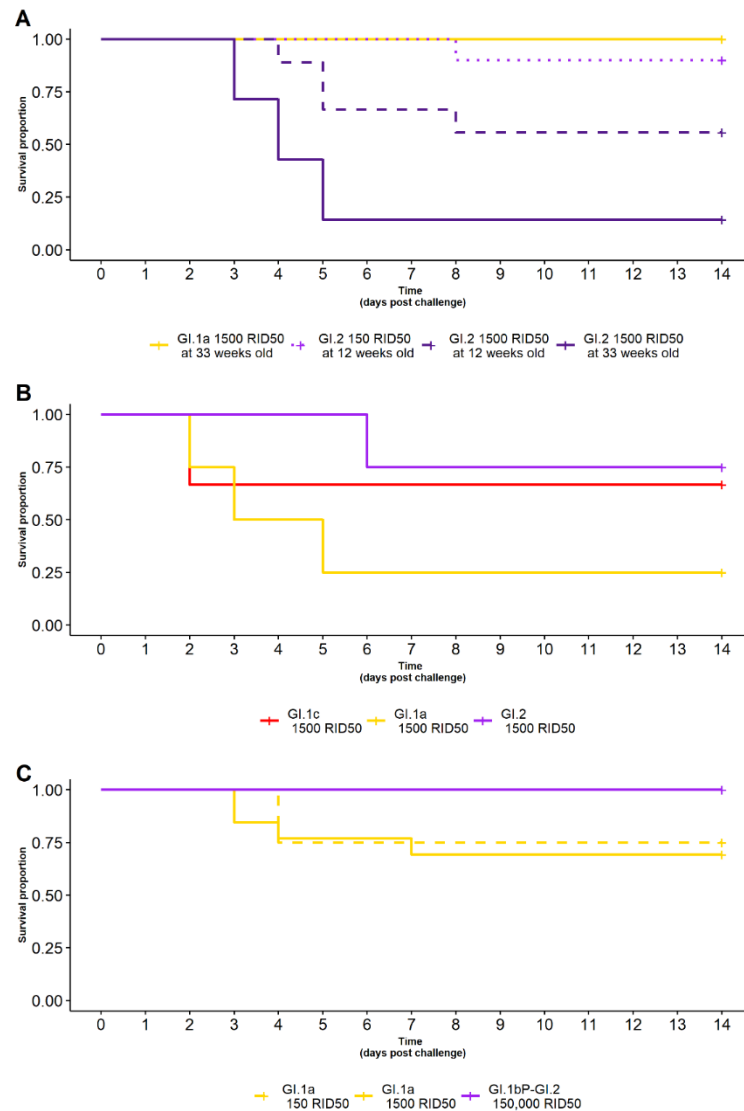 A
1.00
0.75
0.50
0.25
0.00
Survival proportion
0 1 2 3 4 5 6 7 8 9 10 11 12 13 14
Time
(days post challenge)
GI.1a 1500 RID50 GI.2 150 RID50 GI.2 1500 RID50 GI.2 1500 RID50
at 33 weeks old at 12 weeks old at 12 weeks old at 33 weeks old
B
1.00
0.75
0.50
0.25
0.00
Survival proportion
0 1 2 3 4 5 6 7 8 9 10 11 12 13 14
Time
(days post challenge)
GI.1c GI.1a GI.2
1500 RID50 1500 RID50 1500 RID50
C
1.00
0.75
0.50
0.25
0.00
Survival proportion
0 1 2 3 4 5 6 7 8 9 10 11 12 13 14
Time
(days post challenge)
GI.1a GI.1a GI.1bP-GI.2
150 RID50 1500 RID50 150,000 RID50